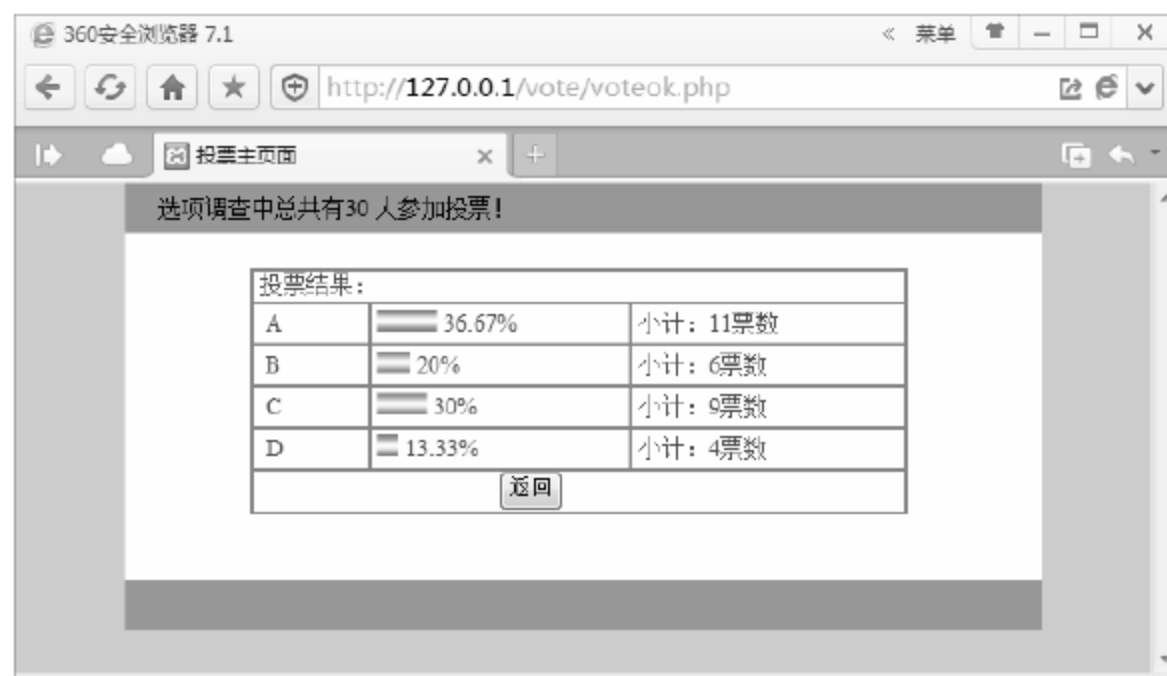 360安全浏览器 7.1 « 菜单
http://127.0.0.1/vote/voteok.php
投票主页面
选项调查中总共有30 人参加投票!
投票结果:
A 36.67% 小计:11票数
B 20% 小计:6票数
C 30% 小计:9票数
D 13.33% 小计:4票数
返回